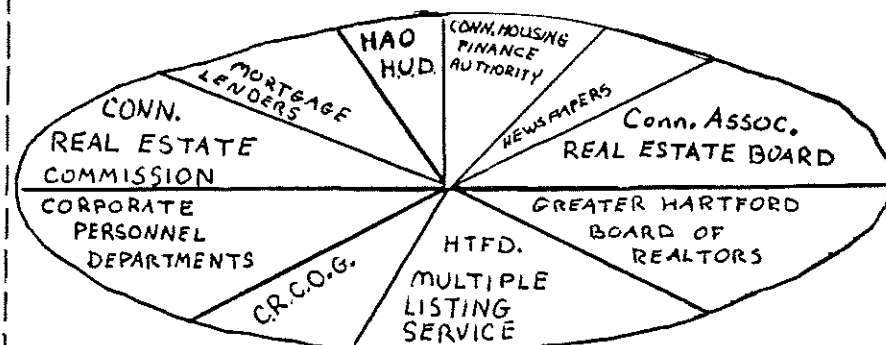 CONN.
REAL ESTATE
COMMISSION
MORTGAGE
LENDERS
HAO
H.U.D.
CONN. HOUSING
FINANCE
AUTHORITY
NEWSPAPERS
Conn. Assoc.
REAL ESTATE BOARD
CORPORATE
PERSONNEL
DEPARTMENTS
C.R.C.O.G.
HTFD.
MULTIPLE
LISTING
SERVICE
GREATER HARTFORD
BOARD OF
REALTORS